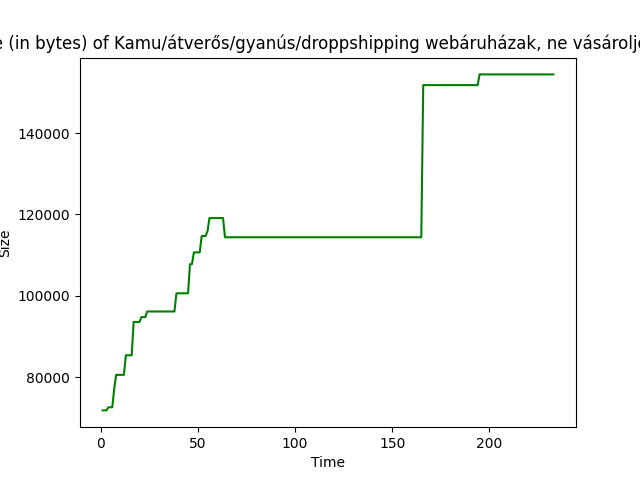 (in bytes) of Kamu/átverős/gyanús/droppshipping webáruházak, ne
140000
120000
100000
80000
Size
0 50 100 150 200
Time